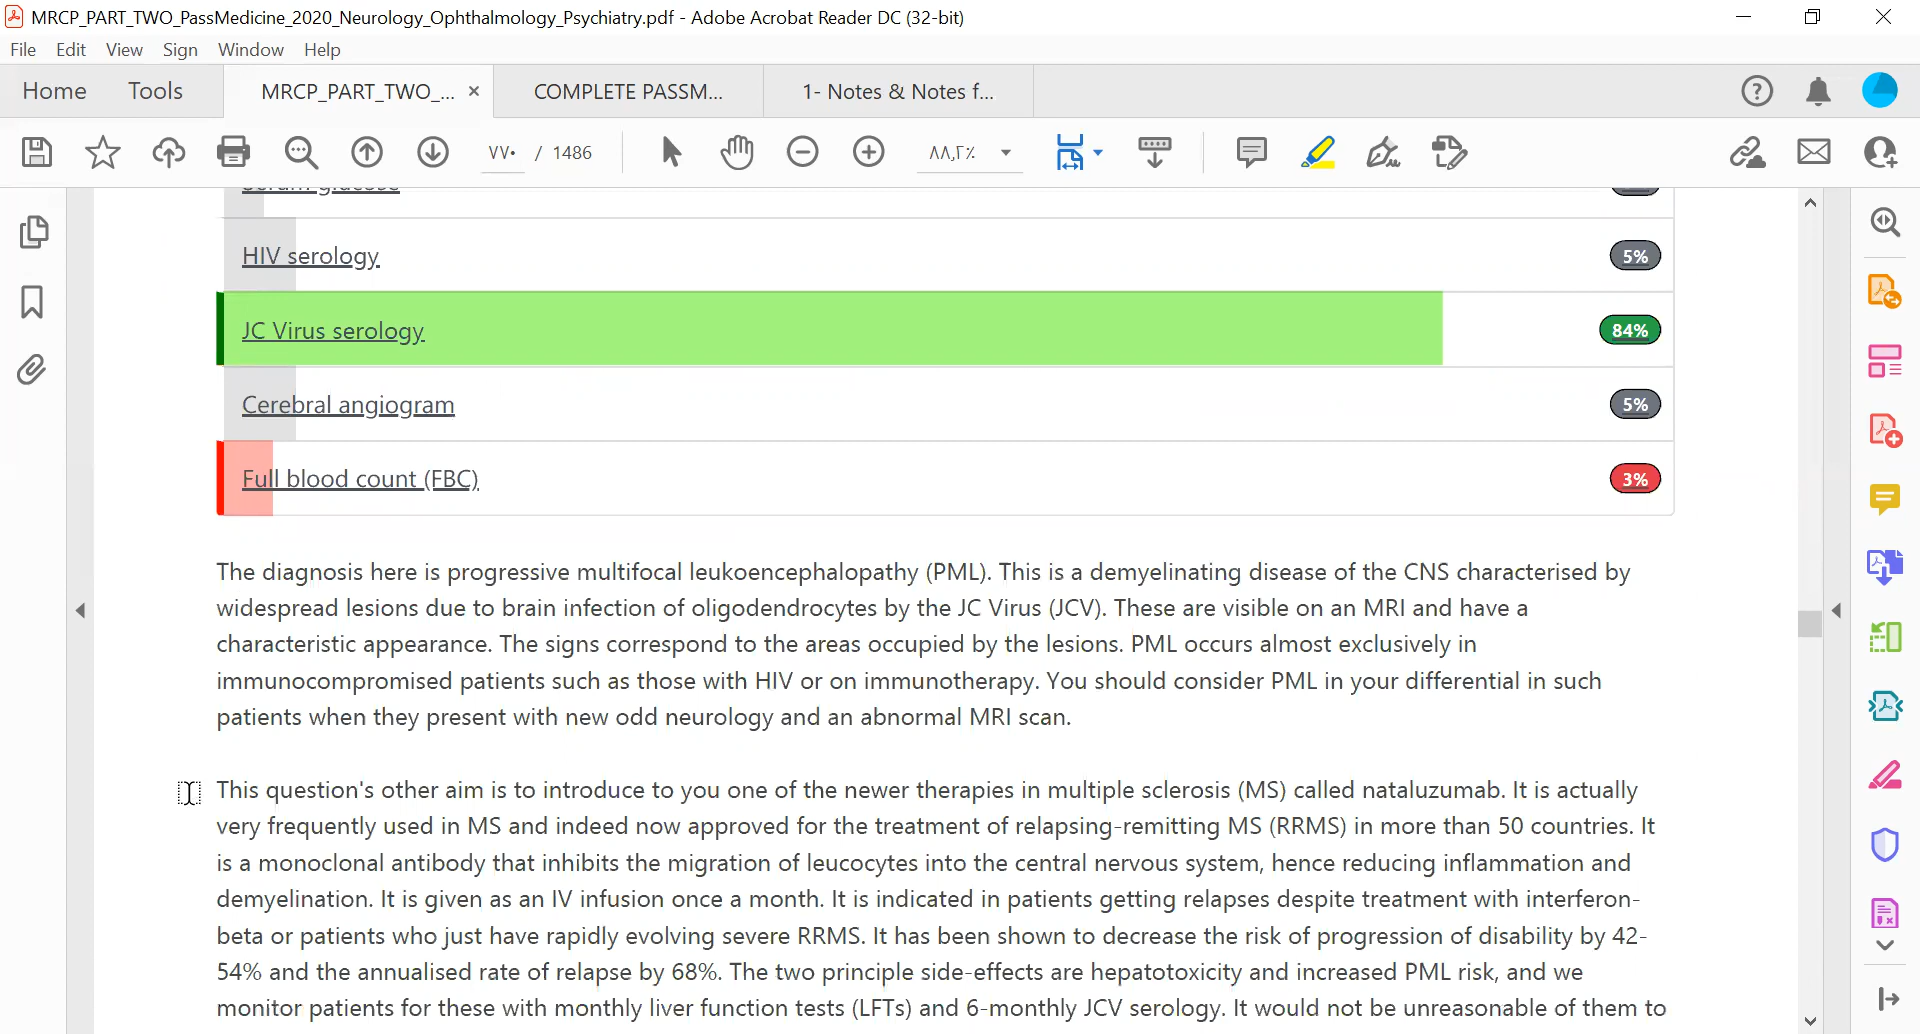 MRCP_PART_TWO_PassMedicine_2020_Neurology_Ophthalmology_Psychiatry.pdf - Adobe Acrobat Reader DC (32-bit)
File Edit View Sign Window Help
Home Tools MRCP_PART_TWO_... × COMPLETE PASSM... 1- Notes & Notes f...
٧٧٠ / 1486 ٨٨,٢٪
Serum glucose
HIV serology 5%
JC Virus serology 84%
Cerebral angiogram 5%
Full blood count (FBC) 3%
The diagnosis here is progressive multifocal leukoencephalopathy (PML). This is a demyelinating disease of the CNS characterised by
widespread lesions due to brain infection of oligodendrocytes by the JC Virus (JCV). These are visible on an MRI and have a
characteristic appearance. The signs correspond to the areas occupied by the lesions. PML occurs almost exclusively in
immunocompromised patients such as those with HIV or on immunotherapy. You should consider PML in your differential in such
patients when they present with new odd neurology and an abnormal MRI scan.
This question's other aim is to introduce to you one of the newer therapies in multiple sclerosis (MS) called nataluzumab. It is actually
very frequently used in MS and indeed now approved for the treatment of relapsing-remitting MS (RRMS) in more than 50 countries. It
is a monoclonal antibody that inhibits the migration of leucocytes into the central nervous system, hence reducing inflammation and
demyelination. It is given as an IV infusion once a month. It is indicated in patients getting relapses despite treatment with interferon-
beta or patients who just have rapidly evolving severe RRMS. It has been shown to decrease the risk of progression of disability by 42-
54% and the annualised rate of relapse by 68%. The two principle side-effects are hepatotoxicity and increased PML risk, and we
monitor patients for these with monthly liver function tests (LFTs) and 6-monthly JCV serology. It would not be unreasonable of them to